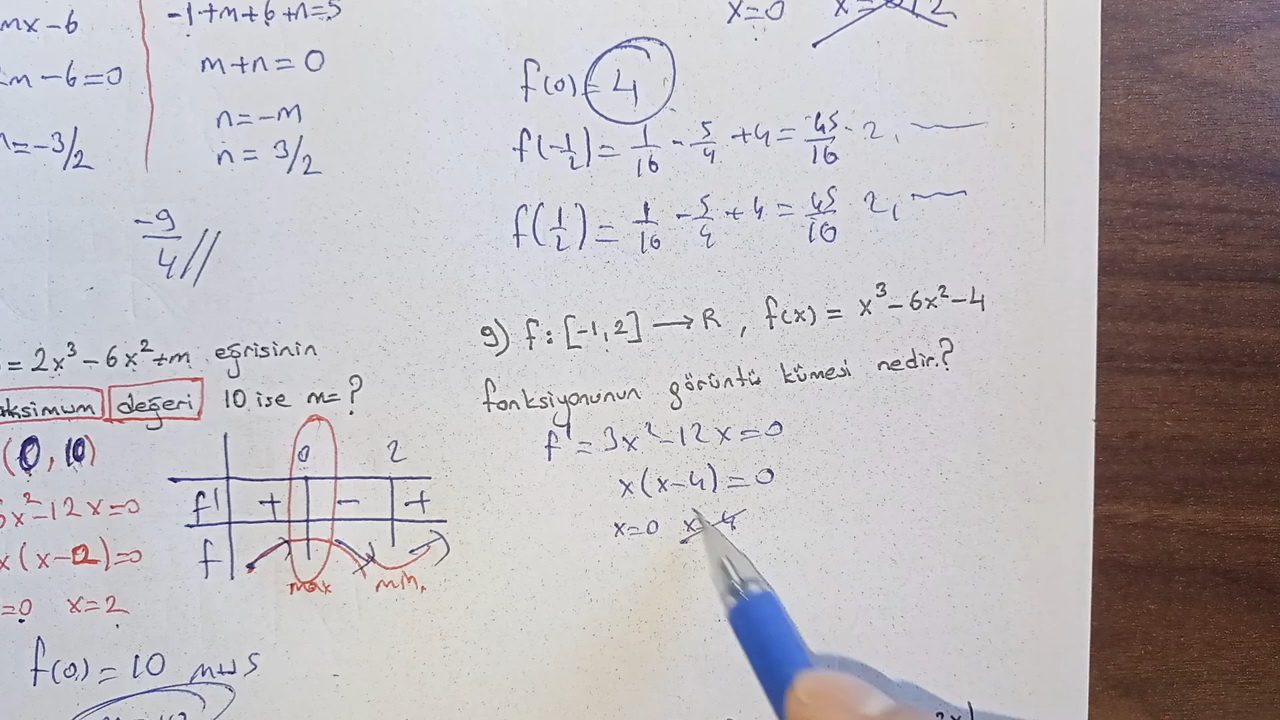 mx-6
-1+m+6+n=5
m-6=0
m+n=0
n=-m
=-3/2
n=3/2
-9/4//
x=0
f(0)=4
f(-1/2)=1/16-5/4+4=45/16 2,
f(1/2)=1/16-5/4+4=45/16 2,
=2x³-6x²+m eğrisinin
aksimum değeri 10 ise m=?
(0,10)
x²-12x=0
x(x-2)=0
=0 x=2
0 2
f' + - +
f
max min.
f(0)=10
9) f:[-1,2]→R, f(x)=x³-6x²-4
fonksiyonunun görüntü kümesi nedir.?
f'=3x²-12x=0
x(x-4)=0
x=0 x=4